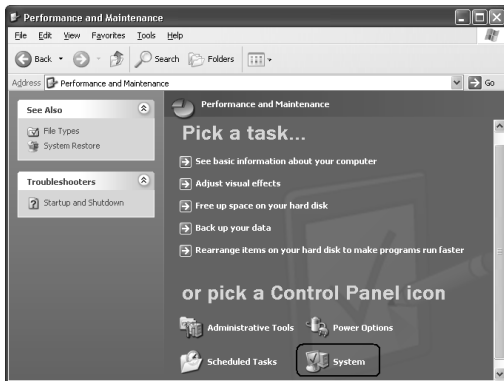 Performance and Maintenance
File Edit View Favorites Tools Help
Back Search Folders
Address Performance and Maintenance Go
See Also
File Types
System Restore
Troubleshooters
Startup and Shutdown
Performance and Maintenance
Pick a task...
See basic information about your computer
Adjust visual effects
Free up space on your hard disk
Back up your data
Rearrange items on your hard disk to make programs run faster
or pick a Control Panel icon
Administrative Tools Power Options
Scheduled Tasks System